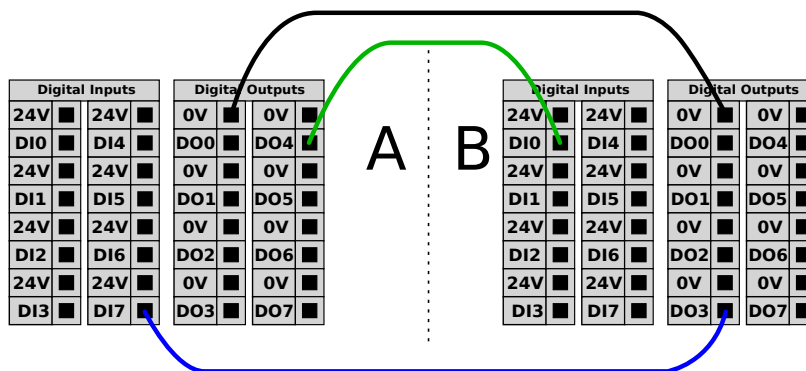 Digital Inputs Digital Outputs Digital Inputs Digital Outputs
24V 24V 0V 0V 24V 24V 0V 0V
DI0 DI4 DO0 DO4 A B DI0 DI4 DO0 DO4
24V 24V 0V 0V 24V 24V 0V 0V
DI1 DI5 DO1 DO5 DI1 DI5 DO1 DO5
24V 24V 0V 0V 24V 24V 0V 0V
DI2 DI6 DO2 DO6 DI2 DI6 DO2 DO6
24V 24V 0V 0V 24V 24V 0V 0V
DI3 DI7 DO3 DO7 DI3 DI7 DO3 DO7